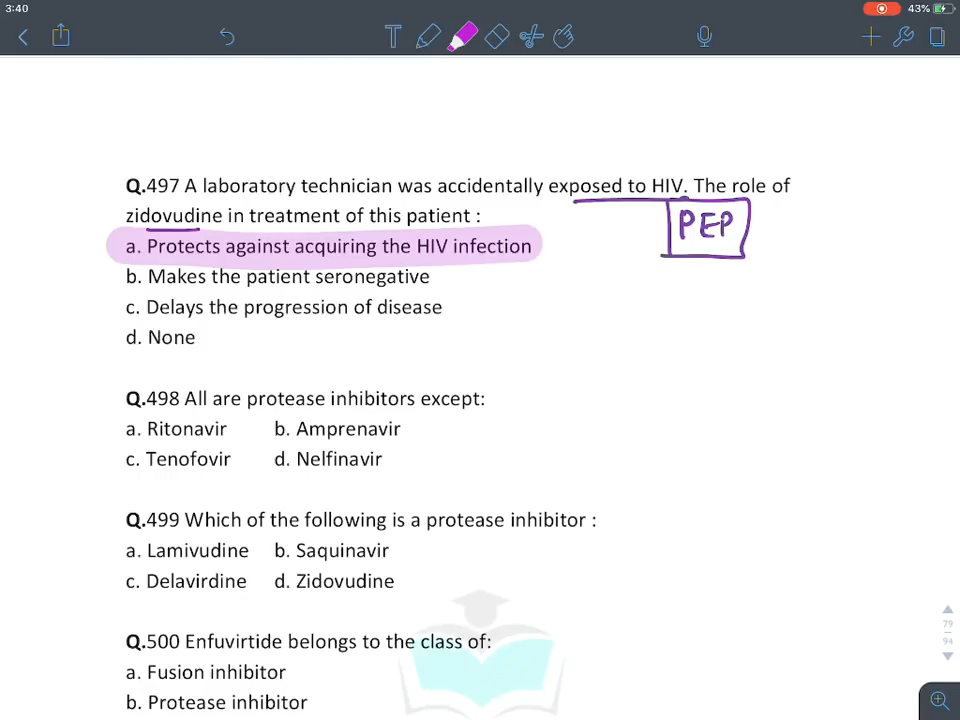 3:40
43%
T
Q.497 A laboratory technician was accidentally exposed to HIV. The role of
zidovudine in treatment of this patient :
PEP
a. Protects against acquiring the HIV infection
b. Makes the patient seronegative
c. Delays the progression of disease
d. None
Q.498 All are protease inhibitors except:
a. Ritonavir b. Amprenavir
c. Tenofovir d. Nelfinavir
Q.499 Which of the following is a protease inhibitor :
a. Lamivudine b. Saquinavir
c. Delavirdine d. Zidovudine
Q.500 Enfuvirtide belongs to the class of:
a. Fusion inhibitor
b. Protease inhibitor
79
94